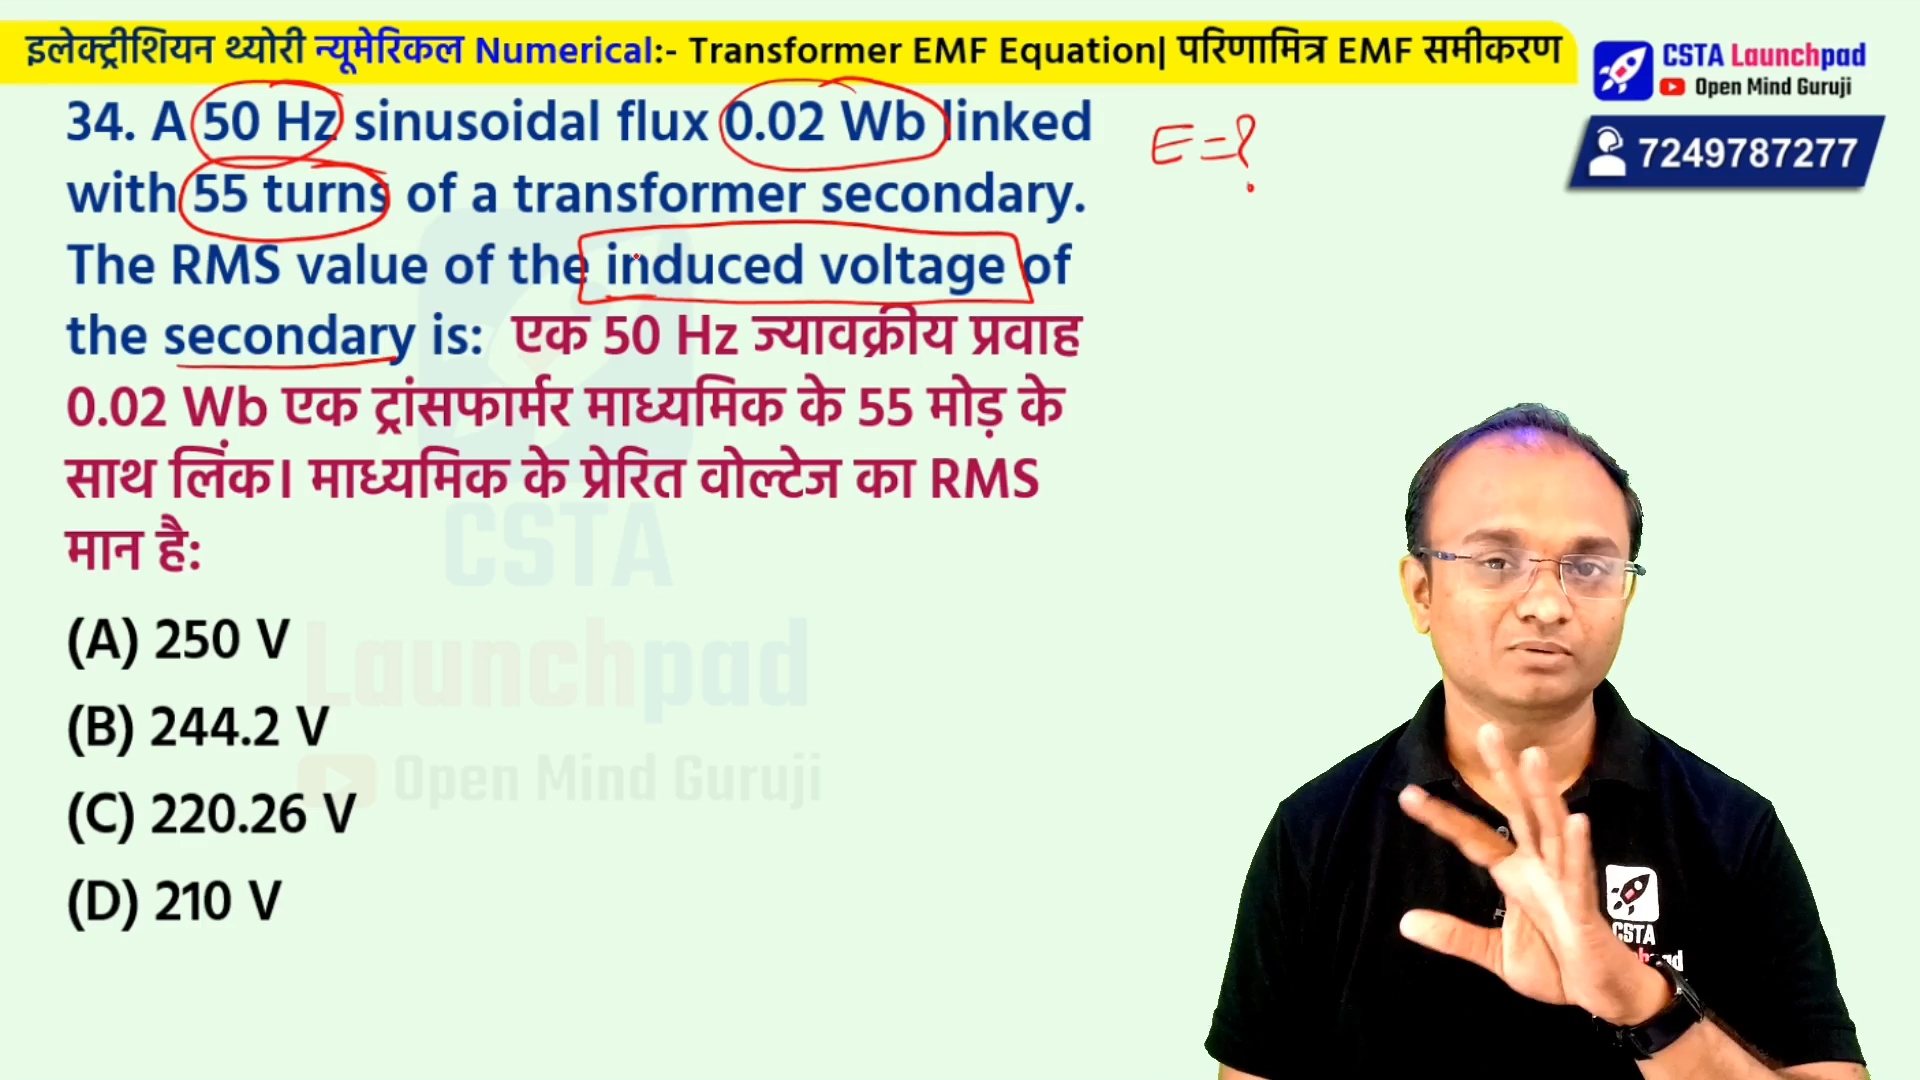 इलेक्ट्रीशियन थ्योरी न्यूमेरिकल Numerical:- Transformer EMF Equation| परिणामित्र EMF समीकरण
CSTA Launchpad
Open Mind Guruji
7249787277
34. A 50 Hz sinusoidal flux 0.02 Wb linked
with 55 turns of a transformer secondary.
The RMS value of the induced voltage of
the secondary is: एक 50 Hz ज्यावक्रीय प्रवाह
0.02 Wb एक ट्रांसफार्मर माध्यमिक के 55 मोड़ के
साथ लिंक। माध्यमिक के प्रेरित वोल्टेज का RMS
मान है:
E=?
(A) 250 V
(B) 244.2 V
(C) 220.26 V
(D) 210 V
CSTA
Launchpad
Open Mind Guruji
CSTA